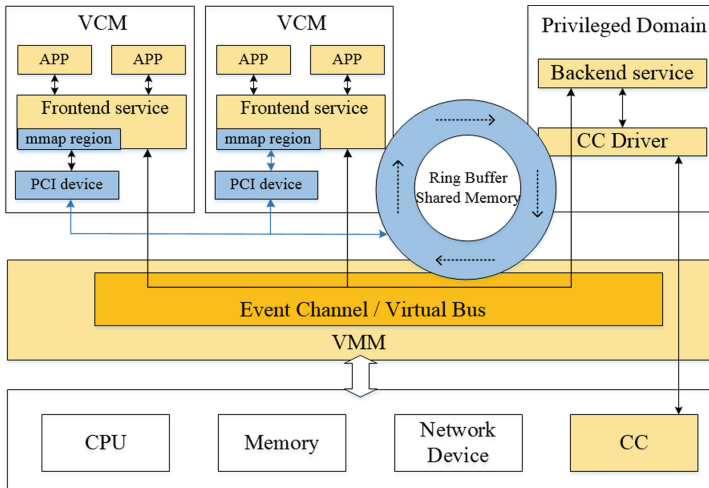 VCM
APP
APP
Frontend service
mmap region
PCI device
VCM
APP
APP
Frontend service
mmap region
PCI device
Privileged Domain
Backend service
CC Driver
Ring Buffer
Shared Memory
Event Channel / Virtual Bus
VMM
CPU
Memory
Network
Device
CC